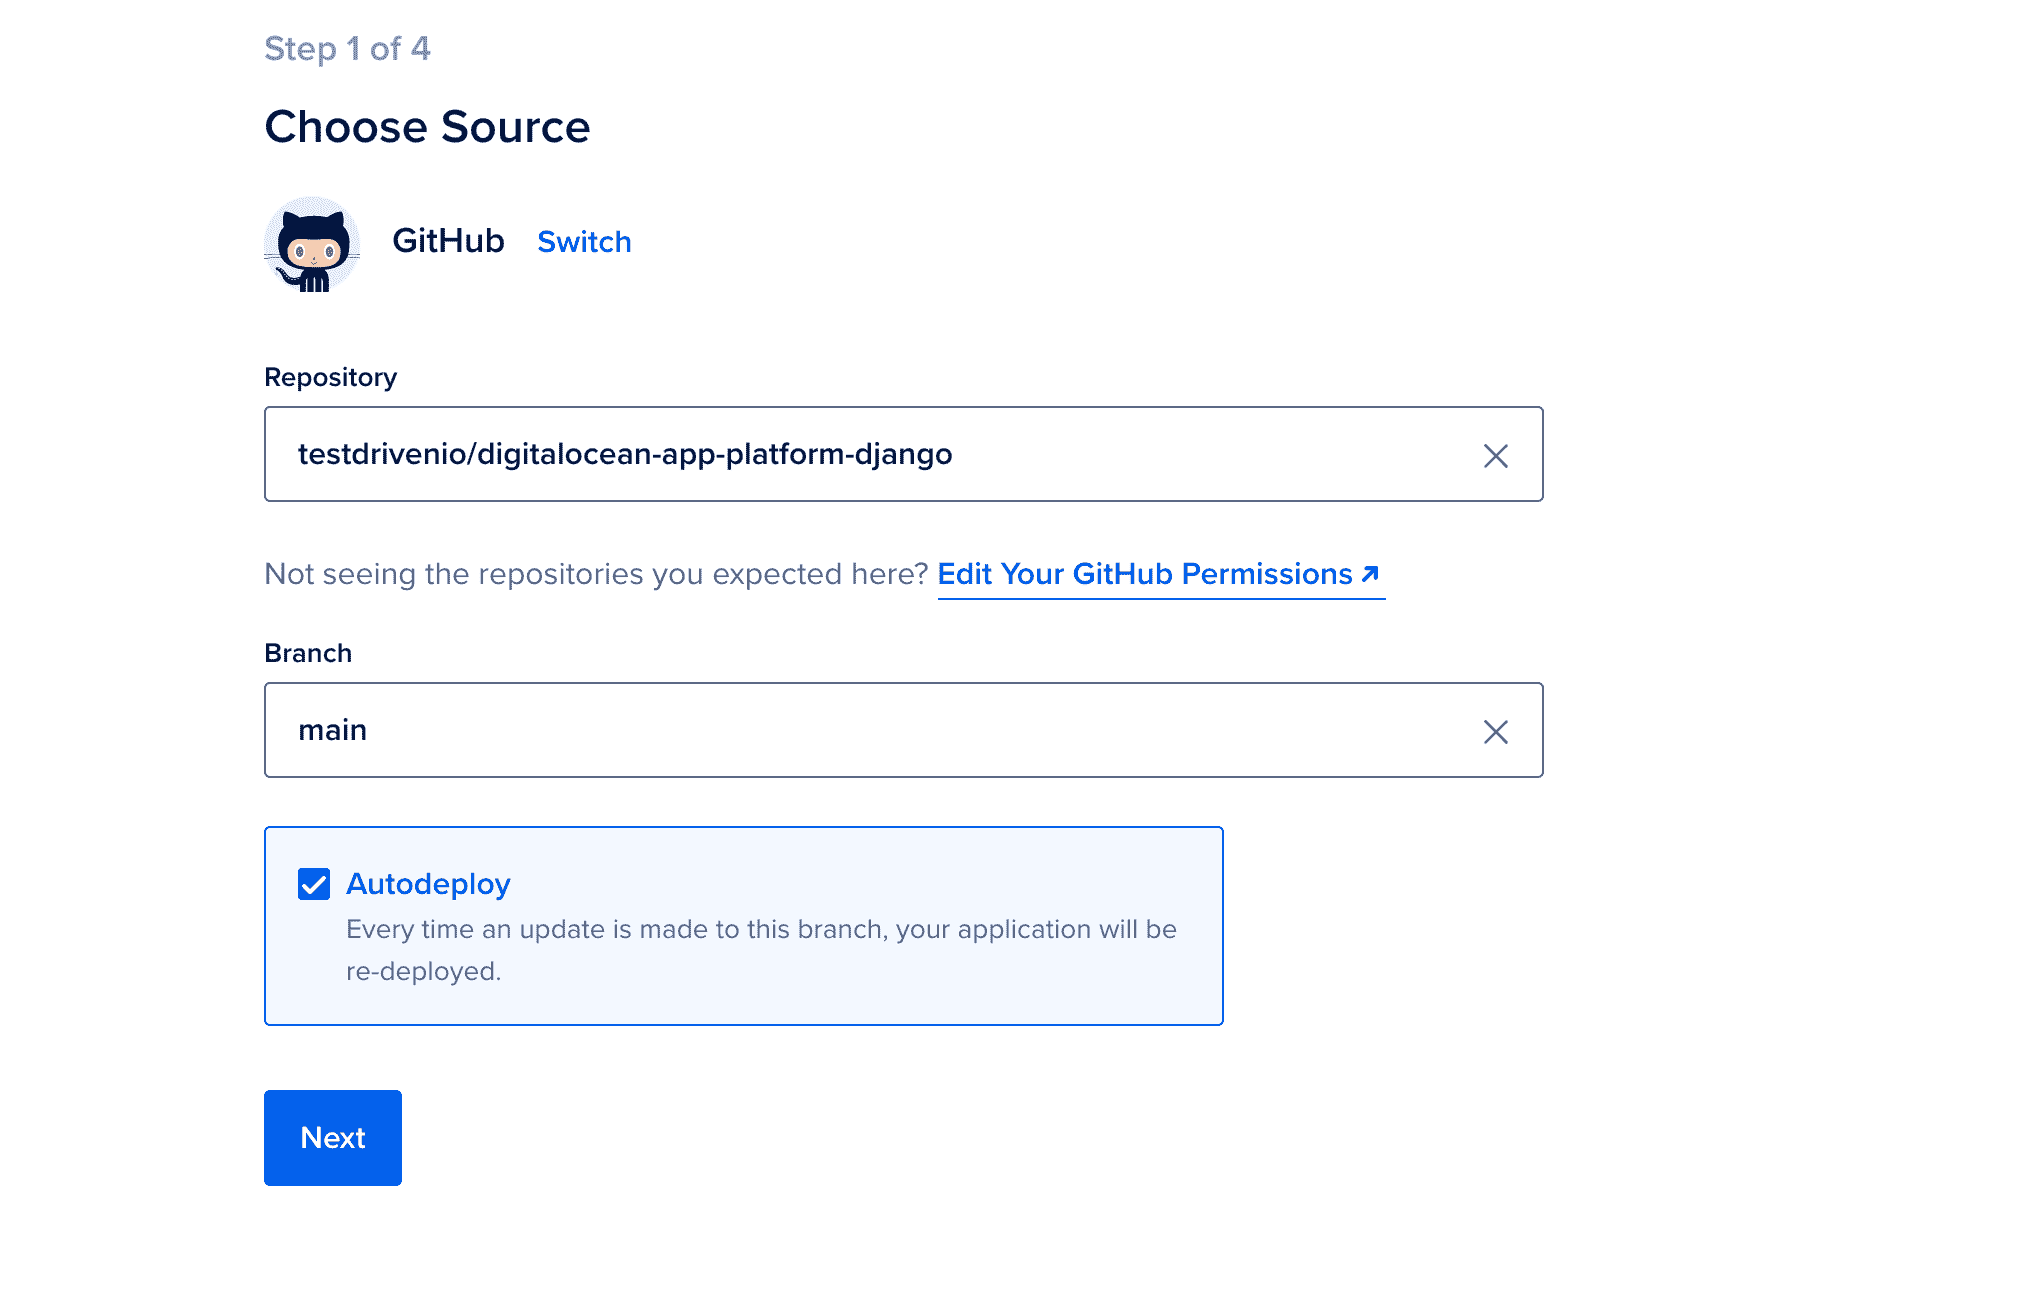 Step 1 of 4
Choose Source
GitHub Switch
Repository
testdrivenio/digitalocean-app-platform-django
Not seeing the repositories you expected here? Edit Your GitHub Permissions
Branch
main
Autodeploy
Every time an update is made to this branch, your application will be
re-deployed.
Next